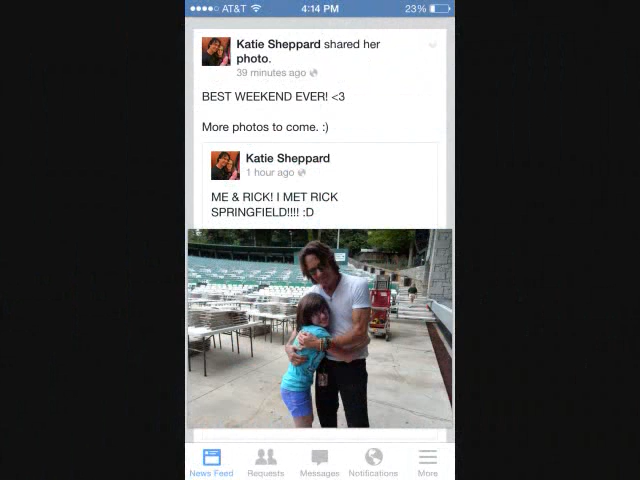 AT&T 4:14 PM 23%
Katie Sheppard shared her
photo.
39 minutes ago
BEST WEEKEND EVER! <3
More photos to come. :)
Katie Sheppard
1 hour ago
ME & RICK! I MET RICK
SPRINGFIELD!!!! :D
News Feed Requests Messages Notifications More